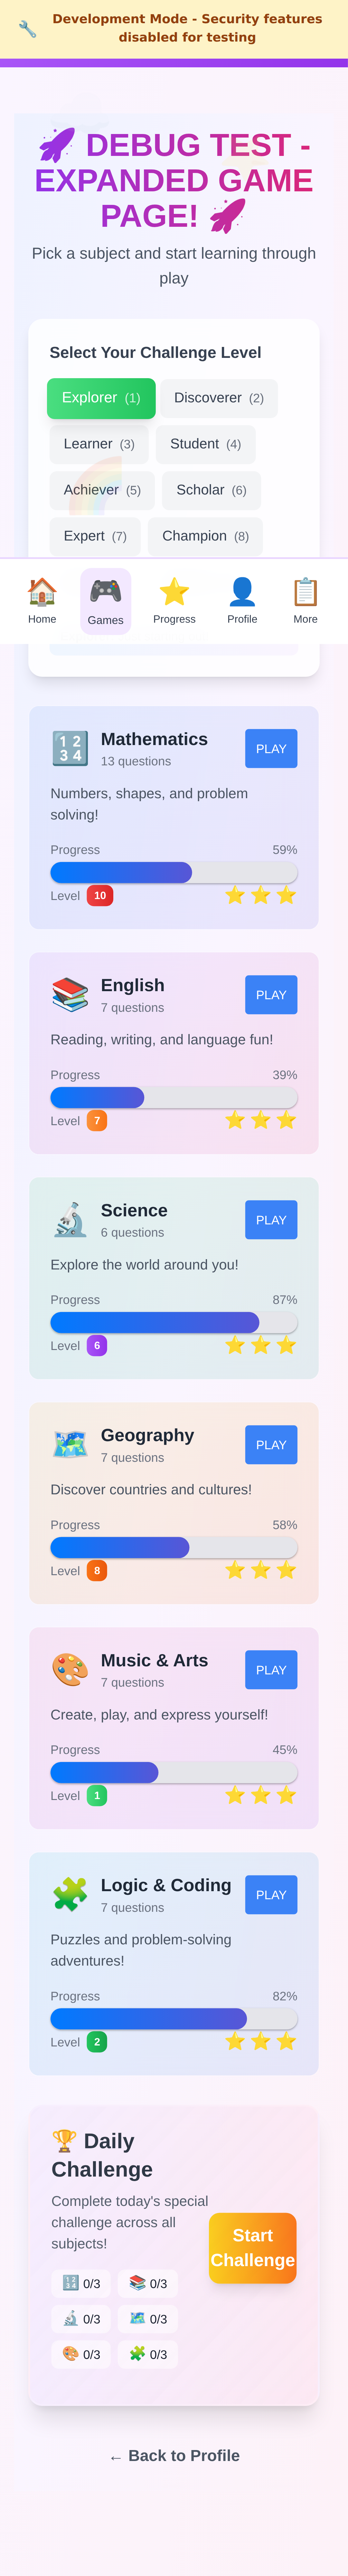 Development Mode - Security features
disabled for testing
🚀 DEBUG TEST -
EXPANDED GAME
PAGE! 🚀
Pick a subject and start learning through
play
Select Your Challenge Level
Explorer (1) Discoverer (2)
Learner (3) Student (4)
Achiever (5) Scholar (6)
Expert (7) Champion (8)
Home Games Progress Profile More
Mathematics
13 questions
PLAY
Numbers, shapes, and problem
solving!
Progress 59%
Level 10
English
7 questions
PLAY
Reading, writing, and language fun!
Progress 39%
Level 7
Science
6 questions
PLAY
Explore the world around you!
Progress 87%
Level 6
Geography
7 questions
PLAY
Discover countries and cultures!
Progress 58%
Level 8
Music & Arts
7 questions
PLAY
Create, play, and express yourself!
Progress 45%
Level 1
Logic & Coding
7 questions
PLAY
Puzzles and problem-solving
adventures!
Progress 82%
Level 2
🏆 Daily
Challenge
Complete today's special
challenge across all
subjects!
Start
Challenge
🔢 0/3 📚 0/3
🔬 0/3 🗺️ 0/3
🎨 0/3 🧩 0/3
← Back to Profile